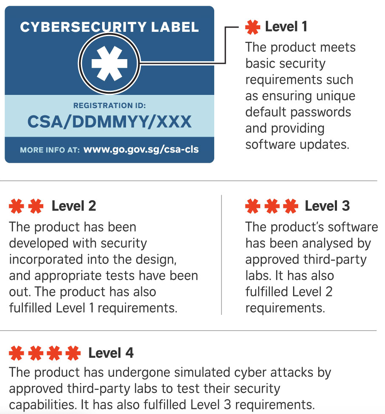 CYBERSECURITY LABEL
REGISTRATION ID:
CSA/DDMMYY/XXX
MORE INFO AT: www.go.gov.sg/csa-cls
Level 1
The product meets
basic security
requirements such
as ensuring unique
default passwords
and providing
software updates.
Level 2
The product has been
developed with security
incorporated into the design,
and appropriate tests have been
out. The product has also
fulfilled Level 1 requirements.
Level 3
The product's software
has been analysed by
approved third-party
labs. It has also
fulfilled Level 2
requirements.
Level 4
The product has undergone simulated cyber attacks by
approved third-party labs to test their security
capabilities. It has also fulfilled Level 3 requirements.